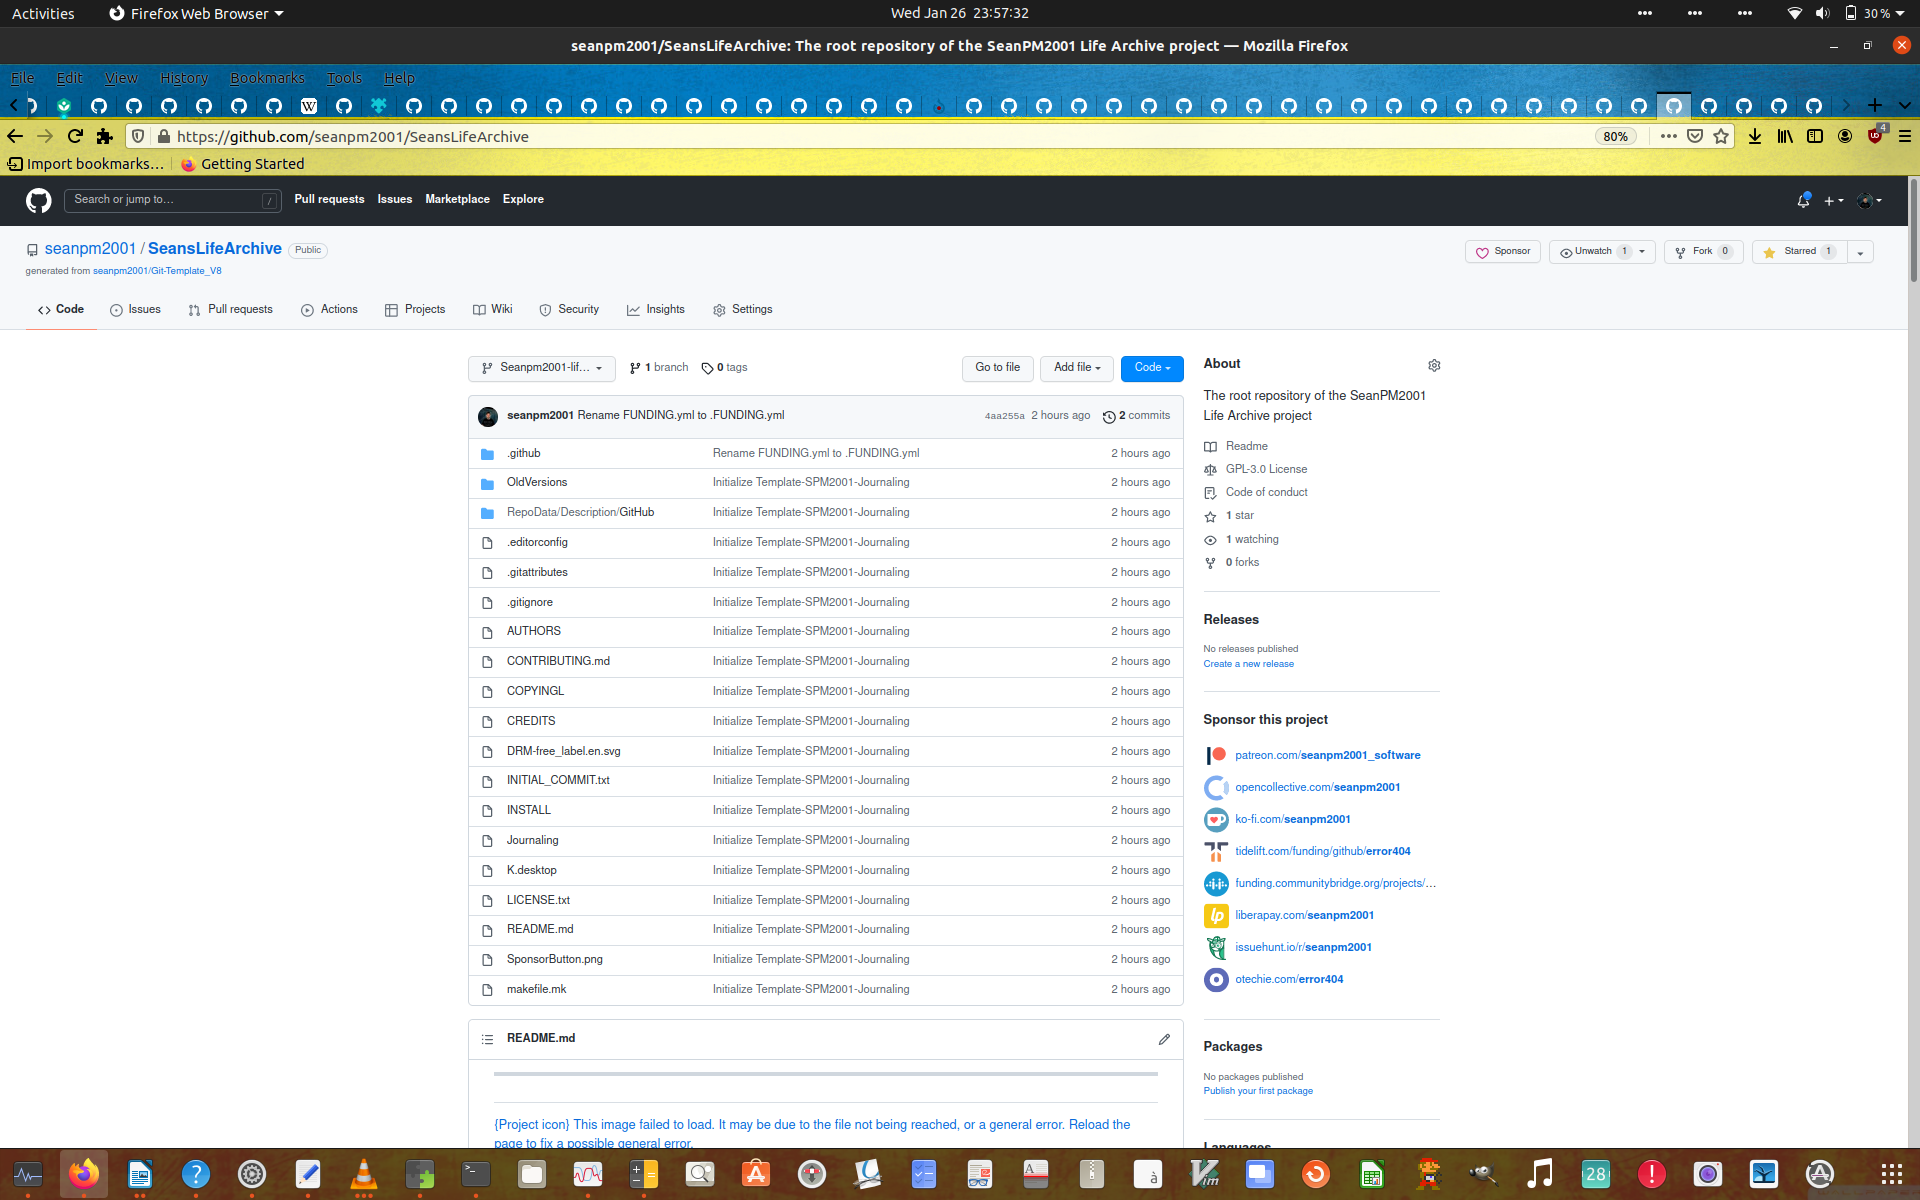 Activities Firefox Web Browser Wed Jan 26 23:57:32 30 %
seanpm2001/SeansLifeArchive: The root repository of the SeanPM2001 Life Archive project — Mozilla Firefox
File Edit View History Bookmarks Tools Help
https://github.com/seanpm2001/SeansLifeArchive 80% 4
Import bookmarks… Getting Started
Search or jump to… / Pull requests Issues Marketplace Explore
seanpm2001 / SeansLifeArchive Public Sponsor Unwatch 1 Fork 0 Starred 1
generated from seanpm2001/Git-Template_V8
Code Issues Pull requests Actions Projects Wiki Security Insights Settings
Seanpm2001-lif… 1 branch 0 tags Go to file Add file Code
seanpm2001 Rename FUNDING.yml to .FUNDING.yml 4aa255a 2 hours ago 2 commits
.github Rename FUNDING.yml to .FUNDING.yml 2 hours ago
OldVersions Initialize Template-SPM2001-Journaling 2 hours ago
RepoData/Description/GitHub Initialize Template-SPM2001-Journaling 2 hours ago
.editorconfig Initialize Template-SPM2001-Journaling 2 hours ago
.gitattributes Initialize Template-SPM2001-Journaling 2 hours ago
.gitignore Initialize Template-SPM2001-Journaling 2 hours ago
AUTHORS Initialize Template-SPM2001-Journaling 2 hours ago
CONTRIBUTING.md Initialize Template-SPM2001-Journaling 2 hours ago
COPYINGL Initialize Template-SPM2001-Journaling 2 hours ago
CREDITS Initialize Template-SPM2001-Journaling 2 hours ago
DRM-free_label.en.svg Initialize Template-SPM2001-Journaling 2 hours ago
INITIAL_COMMIT.txt Initialize Template-SPM2001-Journaling 2 hours ago
INSTALL Initialize Template-SPM2001-Journaling 2 hours ago
Journaling Initialize Template-SPM2001-Journaling 2 hours ago
K.desktop Initialize Template-SPM2001-Journaling 2 hours ago
LICENSE.txt Initialize Template-SPM2001-Journaling 2 hours ago
README.md Initialize Template-SPM2001-Journaling 2 hours ago
SponsorButton.png Initialize Template-SPM2001-Journaling 2 hours ago
makefile.mk Initialize Template-SPM2001-Journaling 2 hours ago
README.md
{Project icon} This image failed to load. It may be due to the file not being reached, or a general error. Reload the
page to fix a possible general error.
About
The root repository of the SeanPM2001
Life Archive project
Readme
GPL-3.0 License
Code of conduct
1 star
1 watching
0 forks
Releases
No releases published
Create a new release
Sponsor this project
patreon.com/seanpm2001_software
opencollective.com/seanpm2001
ko-fi.com/seanpm2001
tidelift.com/funding/github/error404
funding.communitybridge.org/projects/…
liberapay.com/seanpm2001
issuehunt.io/r/seanpm2001
otechie.com/error404
Packages
No packages published
Publish your first package
Languages
28